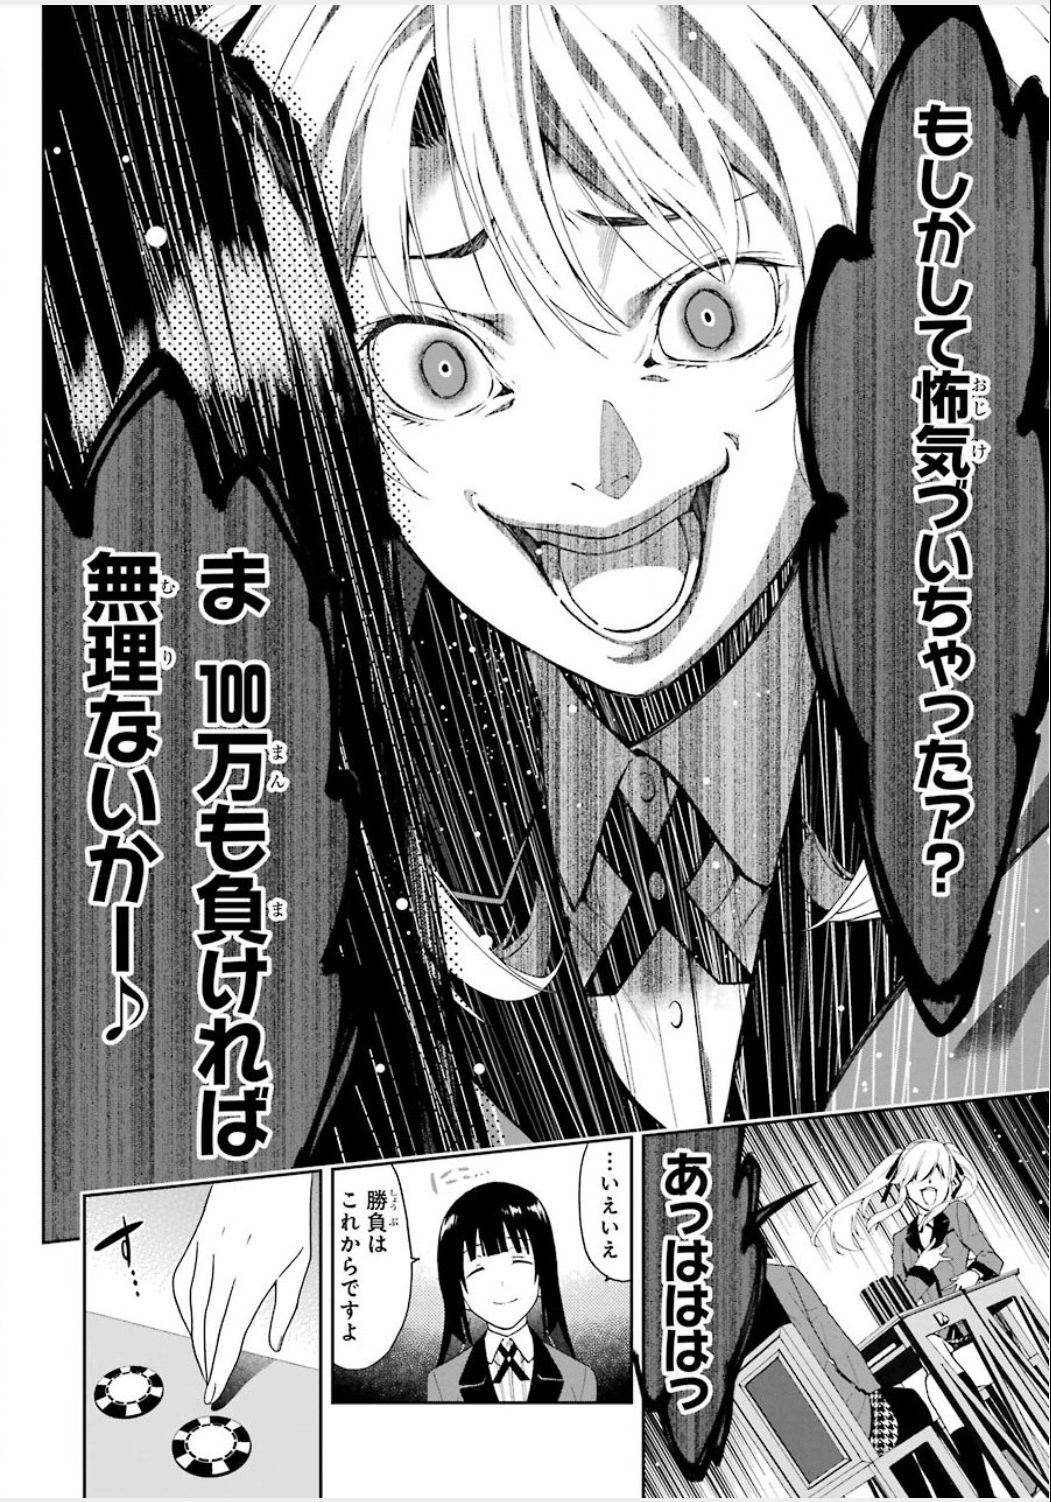 もしかして怖気づいちゃったァ?
ま 100万も負ければ
無理ないかー♪
あっはははっ
…いえいえ
にこ…
勝負は
これからですよ
す…